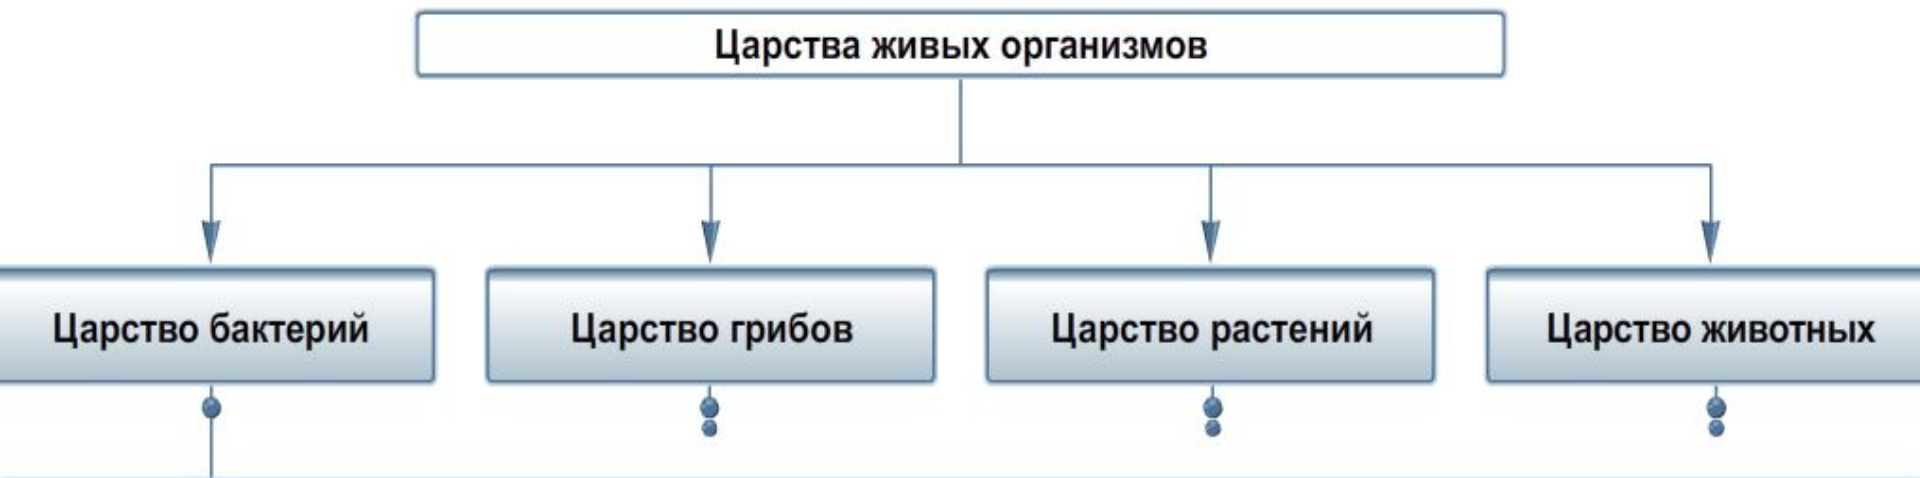 Царства живых организмов
Царство бактерий
Царство грибов
Царство растений
Царство животных